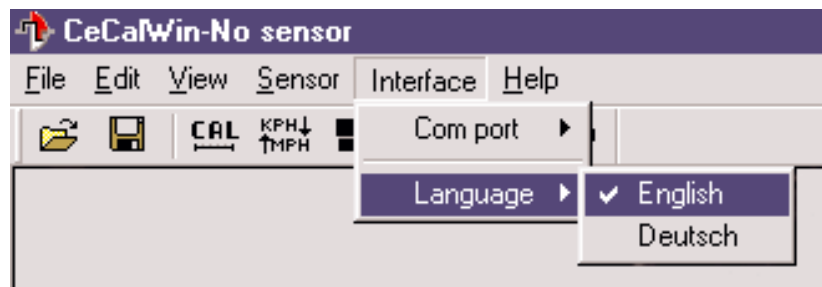 CeCalWin-No sensor
File Edit View Sensor Interface Help
CAL KPH MPH
Com port
Language
English
Deutsch